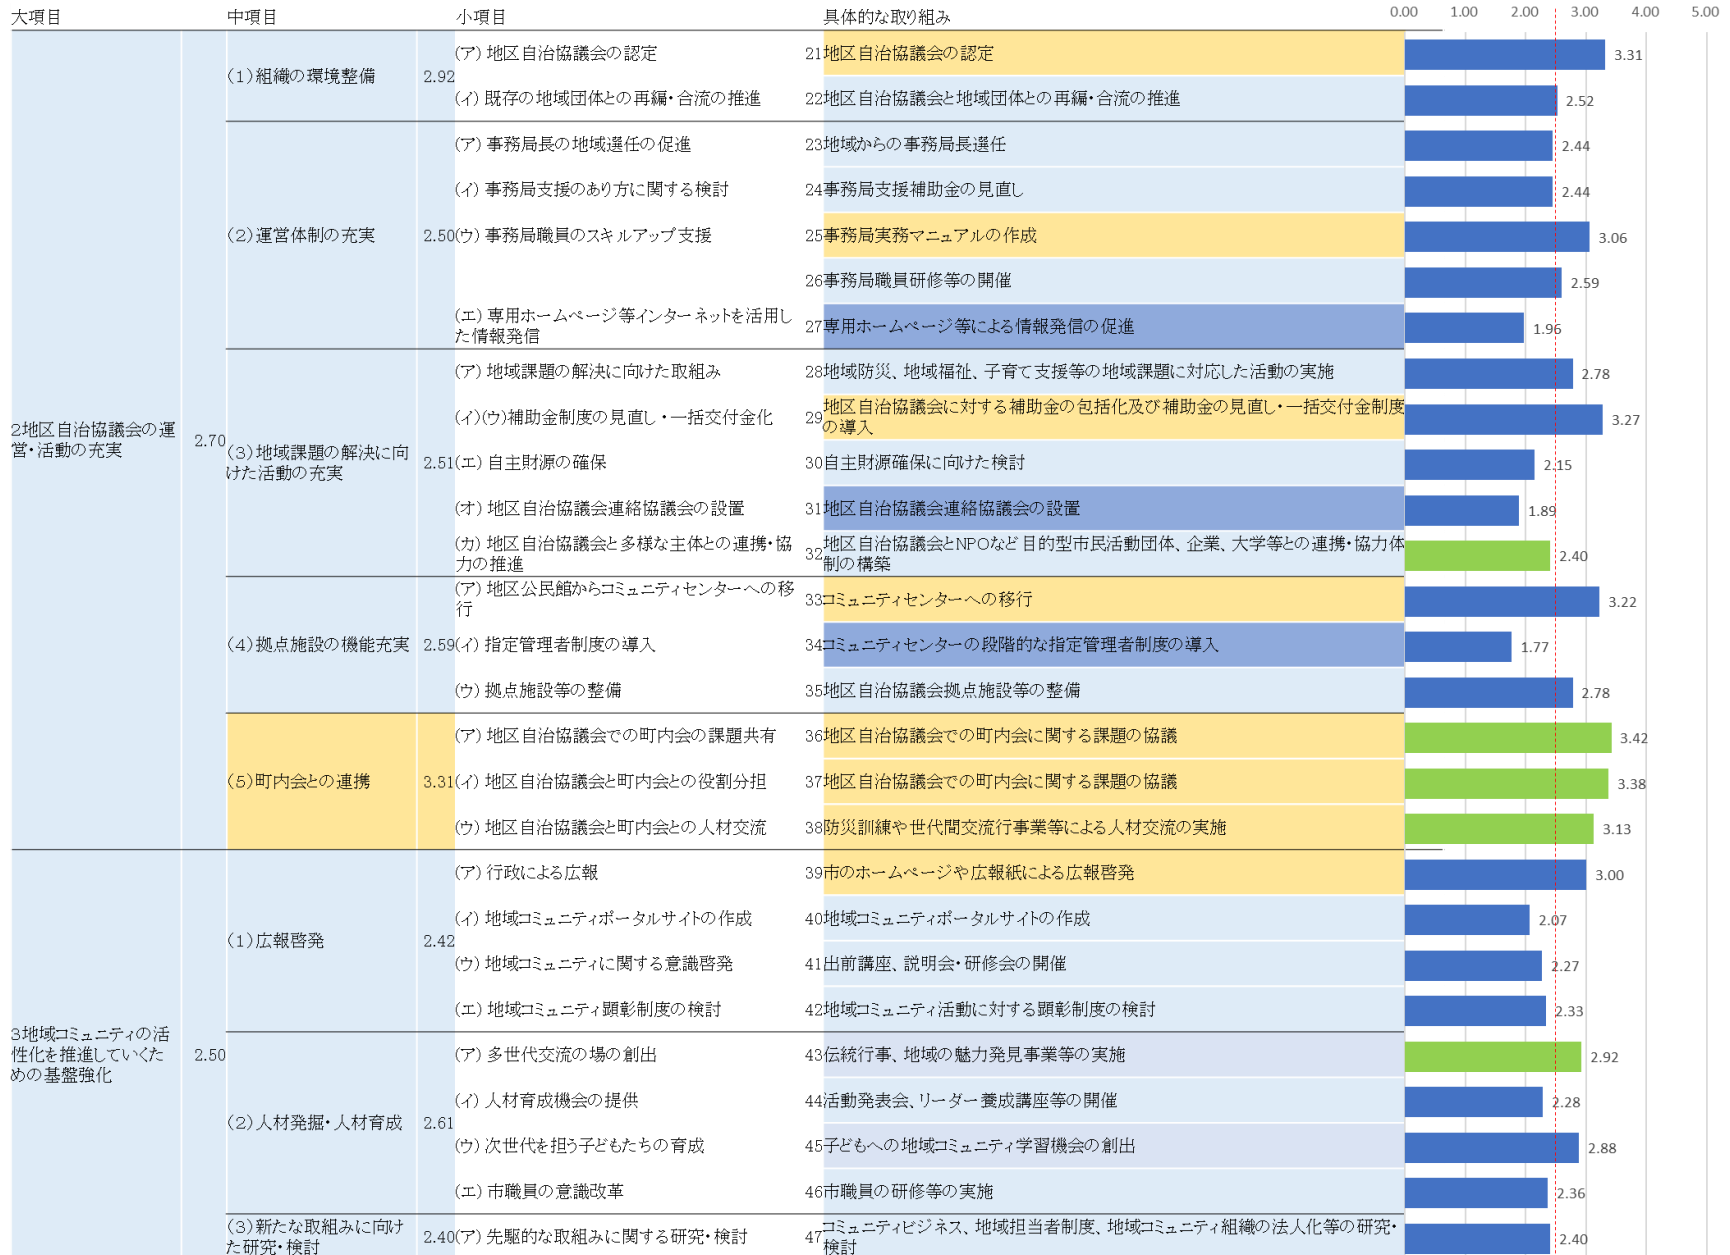 大項目 中項目 小項目 具体的な取り組み 0.00 1.00 2.00 3.00 4.00 5.00
(ア) 地区自治協議会の認定 21 地区自治協議会の認定 3.31
(1)組織の環境整備 2.92
(イ) 既存の地域団体との再編・合流の推進 22 地区自治協議会と地域団体との再編・合流の推進 2.52
(ア) 事務局長の地域選任の促進 23 地域からの事務局長選任 2.44
(イ) 事務局支援のあり方に関する検討 24 事務局支援補助金の見直し 2.44
(2)運営体制の充実 2.50 (ウ) 事務局職員のスキルアップ支援 25 事務局実務マニュアルの作成 3.06
26 事務局職員研修等の開催 2.59
(エ) 専用ホームページ等インターネットを活用し
た情報発信 27 専用ホームページ等による情報発信の促進 1.96
(ア) 地域課題の解決に向けた取組み 28 地域防災、地域福祉、子育て支援等の地域課題に対応した活動の実施 2.78
(イ)(ウ)補助金制度の見直し・一括交付金化 29 地区自治協議会に対する補助金の包括化及び補助金の見直し・一括交付金制度
の導入 3.27
2地区自治協議会の運
営・活動の充実 2.70
(3)地域課題の解決に向
けた活動の充実 2.51 (エ) 自主財源の確保 30 自主財源確保に向けた検討 2.15
(オ) 地区自治協議会連絡協議会の設置 31 地区自治協議会連絡協議会の設置 1.89
(カ) 地区自治協議会と多様な主体との連携・協
力の推進 32 地区自治協議会とNPOなど目的型市民活動団体、企業、大学等との連携・協力体
制の構築 2.40
(ア) 地区公民館からコミュニティセンターへの移
行 33 コミュニティセンターへの移行 3.22
(4)拠点施設の機能充実 2.59 (イ) 指定管理者制度の導入 34 コミュニティセンターの段階的な指定管理者制度の導入 1.77
(ウ) 拠点施設等の整備 35 地区自治協議会拠点施設等の整備 2.78
(ア) 地区自治協議会での町内会の課題共有 36 地区自治協議会での町内会に関する課題の協議 3.42
(5)町内会との連携 3.31 (イ) 地区自治協議会と町内会との役割分担 37 地区自治協議会での町内会に関する課題の協議 3.38
(ウ) 地区自治協議会と町内会との人材交流 38 防災訓練や世代間交流行事業等による人材交流の実施 3.13
(ア) 行政による広報 39 市のホームページや広報紙による広報啓発 3.00
(イ) 地域コミュニティポータルサイトの作成 40 地域コミュニティポータルサイトの作成 2.07
(1)広報啓発 2.42
(ウ) 地域コミュニティに関する意識啓発 41 出前講座、説明会・研修会の開催 2.27
(エ) 地域コミュニティ顕彰制度の検討 42 地域コミュニティ活動に対する顕彰制度の検討 2.33
3地域コミュニティの活
性化を推進していくた
めの基盤強化 2.50
(ア) 多世代交流の場の創出 43 伝統行事、地域の魅力発見事業等の実施 2.92
(イ) 人材育成機会の提供 44 活動発表会、リーダー養成講座等の開催 2.28
(2)人材発掘・人材育成 2.61
(ウ) 次世代を担う子どもたちの育成 45 子どもへの地域コミュニティ学習機会の創出 2.88
(エ) 市職員の意識改革 46 市職員の研修等の実施 2.36
(3)新たな取組みに向け
た研究・検討 2.40 (ア) 先駆的な取組みに関する研究・検討 47 コミュニティビジネス、地域担当者制度、地域コミュニティ組織の法人化等の研究・
検討 2.40